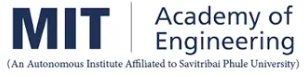 MIT Academy of
Engineering
(An Autonomous Institute Affiliated to Savitribai Phule University)